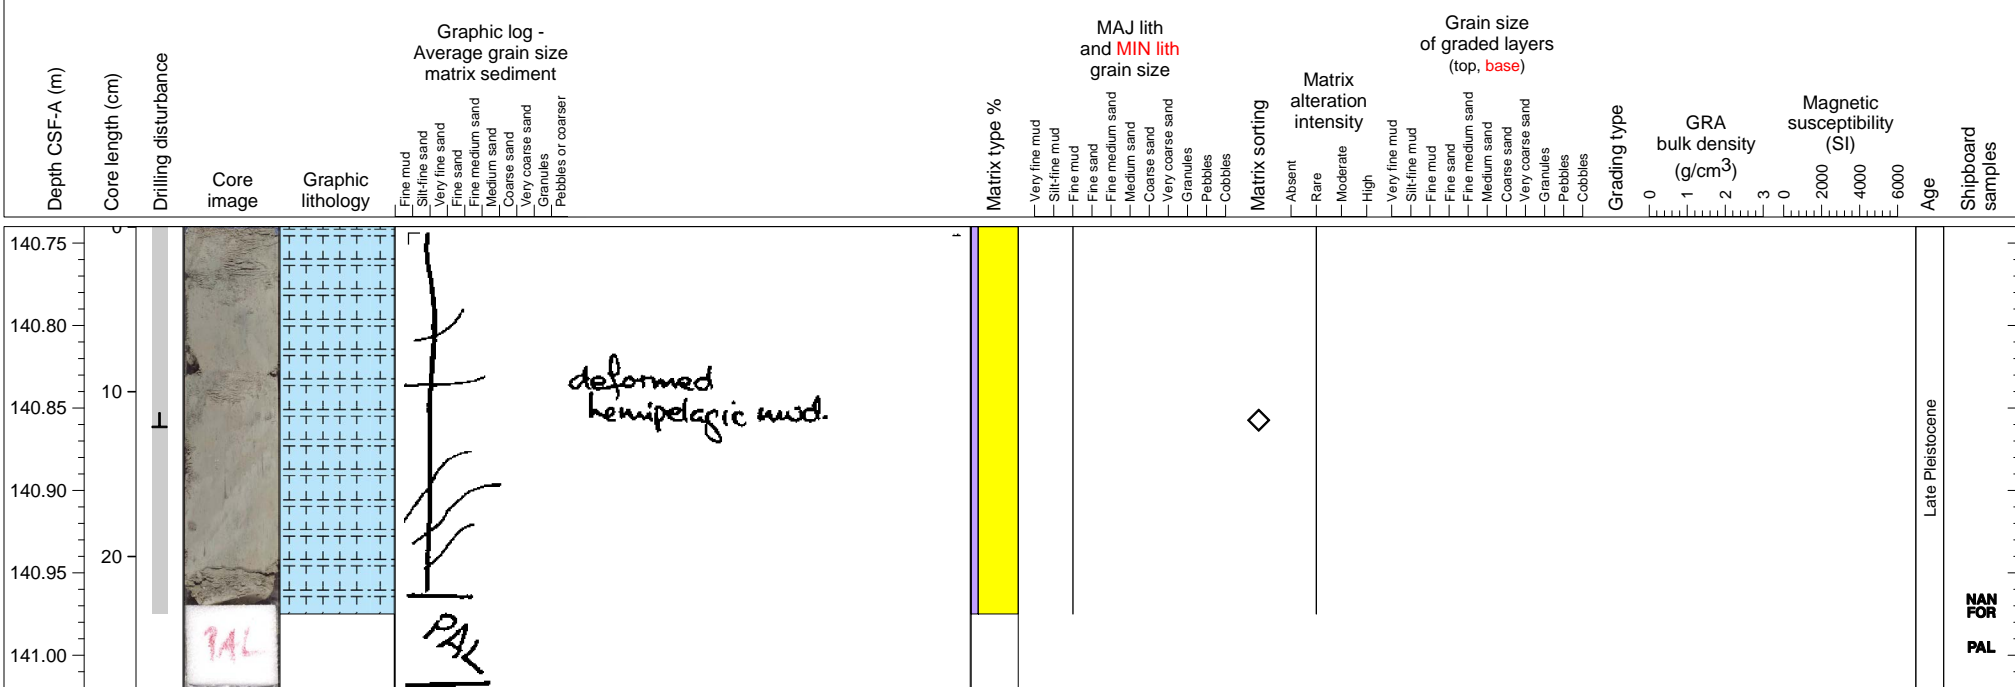 Depth CSF-A (m)
Core length (cm)
Drilling disturbance
Core
image
Graphic
lithology
Graphic log -
Average grain size
matrix sediment
Fine mud
Silt-fine sand
Very fine sand
Fine sand
Fine medium sand
Medium sand
Coarse sand
Very coarse sand
Granules
Pebbles or coarser
Matrix type %
MAJ lith
and MIN lith
grain size
Very fine mud
Silt-fine mud
Fine mud
Fine sand
Fine medium sand
Medium sand
Coarse sand
Very coarse sand
Granules
Pebbles
Cobbles
Matrix sorting
Matrix
alteration
intensity
Absent
Rare
Moderate
High
Grain size
of graded layers
(top, base)
Very fine mud
Silt-fine mud
Fine mud
Fine sand
Fine medium sand
Medium sand
Coarse sand
Very coarse sand
Granules
Pebbles
Cobbles
Grading type
GRA
bulk density
(g/cm3)
0
1
2
3
Magnetic
susceptibility
(SI)
0
2000
4000
6000
Age
Shipboard
samples
140.75
140.80
140.85
140.90
140.95
141.00
0
10
20
PAL
deformed
hemipelagic mud.
PAL
Late Pleistocene
NAN
FOR
PAL